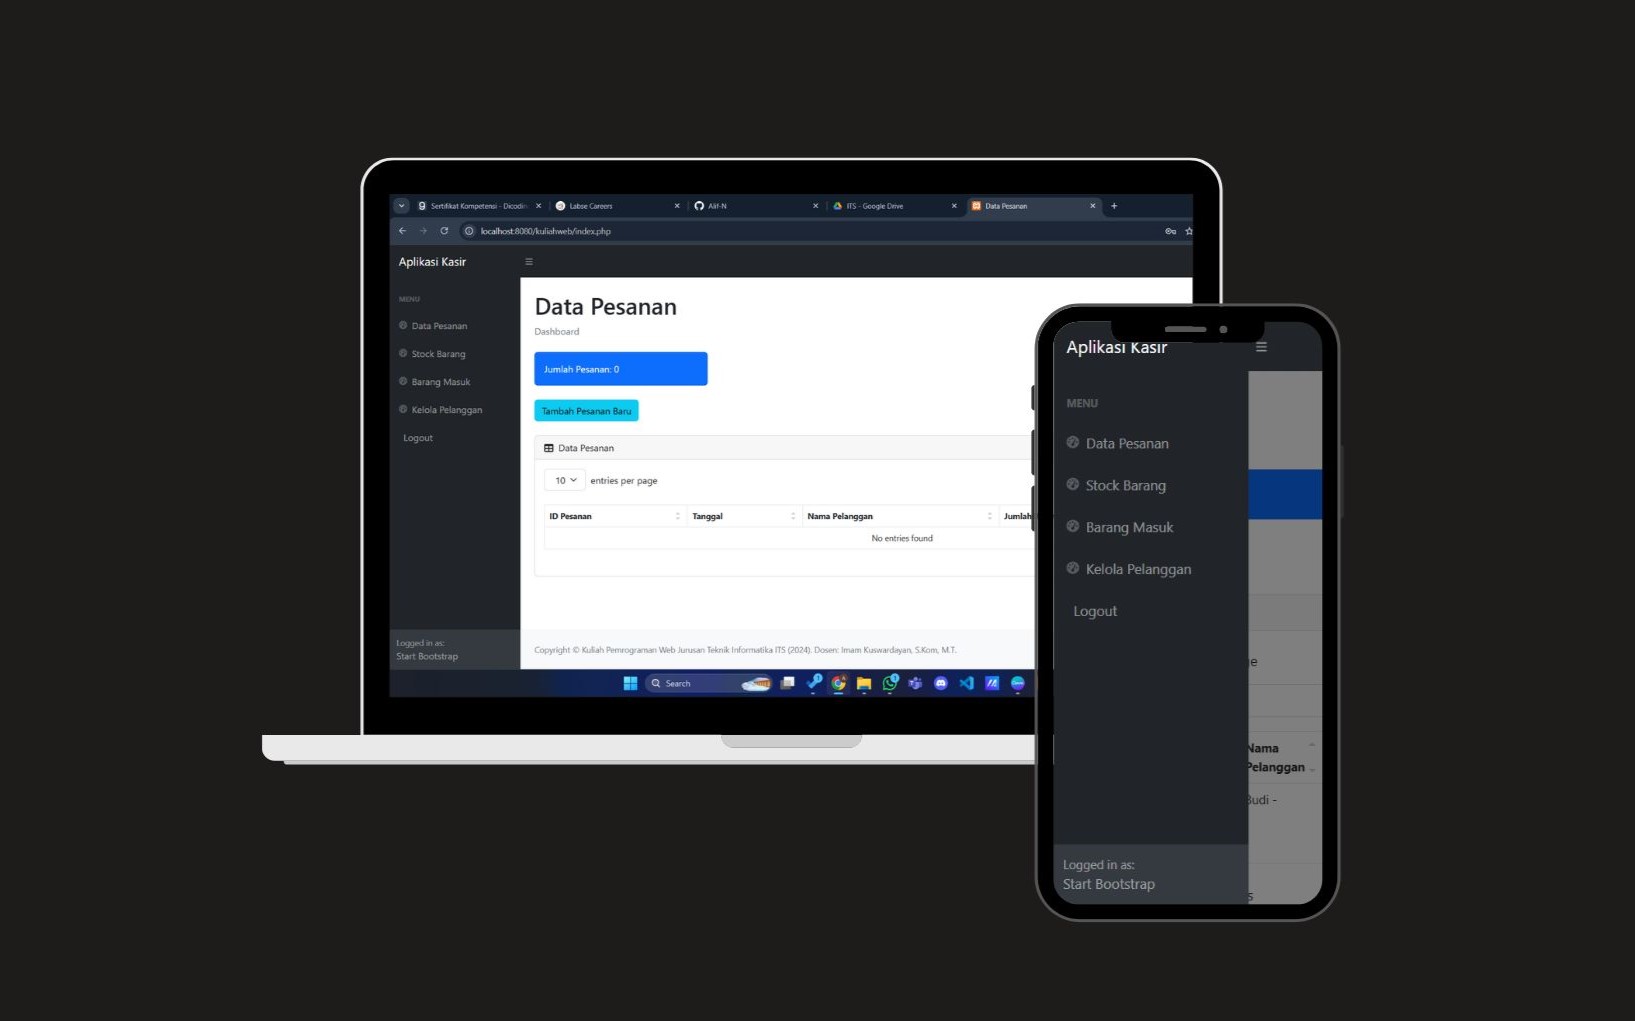 Sertifikat Kompetensi - Dicodin
Labse Careers
Alif-N
ITS - Google Drive
Data Pesanan
localhost:8080/kuliahweb/index.php
Aplikasi Kasir
MENU
Data Pesanan
Stock Barang
Barang Masuk
Kelola Pelanggan
Logout
Logged in as:
Start Bootstrap
Data Pesanan
Dashboard
Jumlah Pesanan: 0
Tambah Pesanan Baru
Data Pesanan
10 entries per page
ID Pesanan Tanggal Nama Pelanggan Jumlah
No entries found
Copyright © Kuliah Pemrograman Web Jurusan Teknik Informatika ITS (2024). Dosen: Imam Kuswardayan, S.Kom, M.T.
Search
Aplikasi Kasir
MENU
Data Pesanan
Stock Barang
Barang Masuk
Kelola Pelanggan
Logout
Logged in as:
Start Bootstrap
Nama
Pelanggan
Budi -